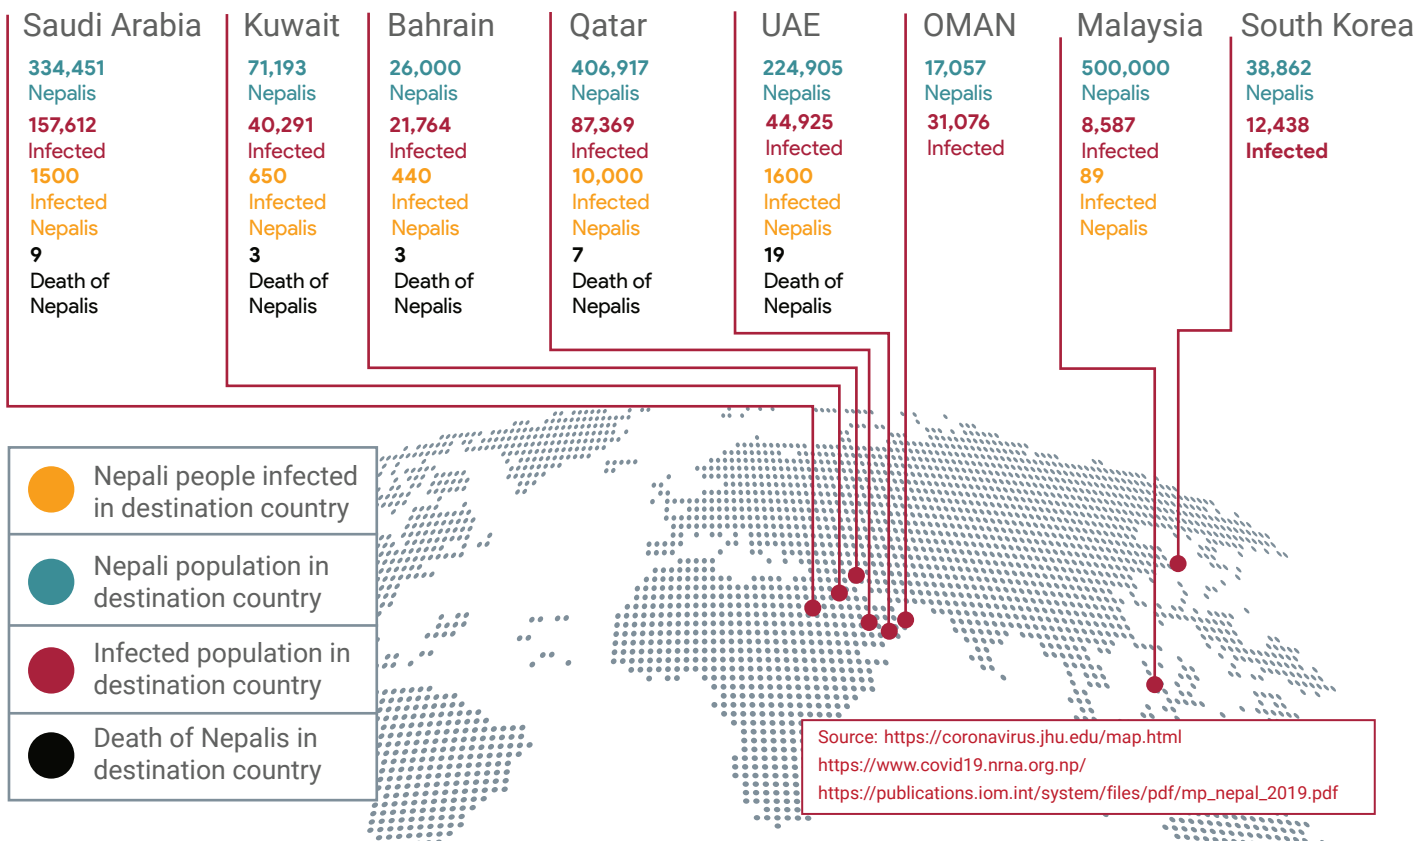 Saudi Arabia
334,451
Nepalis
157,612
Infected
1500
Infected
Nepalis
9
Death of
Nepalis
Kuwait
71,193
Nepalis
40,291
Infected
650
Infected
Nepalis
3
Death of
Nepalis
Bahrain
26,000
Nepalis
21,764
Infected
440
Infected
Nepalis
3
Death of
Nepalis
Qatar
406,917
Nepalis
87,369
Infected
10,000
Infected
Nepalis
7
Death of
Nepalis
UAE
224,905
Nepalis
44,925
Infected
1600
Infected
Nepalis
19
Death of
Nepalis
OMAN
17,057
Nepalis
31,076
Infected
Malaysia
500,000
Nepalis
8,587
Infected
89
Infected
Nepalis
South Korea
38,862
Nepalis
12,438
Infected
Nepali people infected
in destination country
Nepali population in
destination country
Infected population in
destination country
Death of Nepalis in
destination country
Source: https://coronavirus.jhu.edu/map.html
https://www.covid19.nrna.org.np/
https://publications.iom.int/system/files/pdf/mp_nepal_2019.pdf